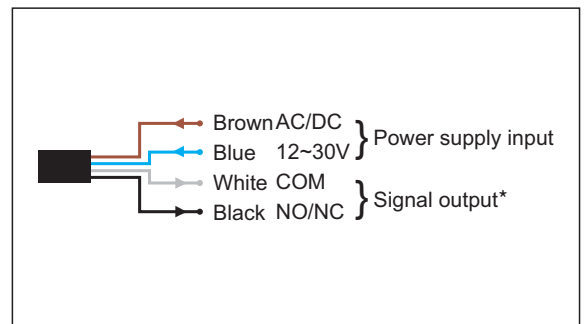 Brown AC/DC
Blue 12~30V
} Power supply input
White COM
Black NO/NC
} Signal output*